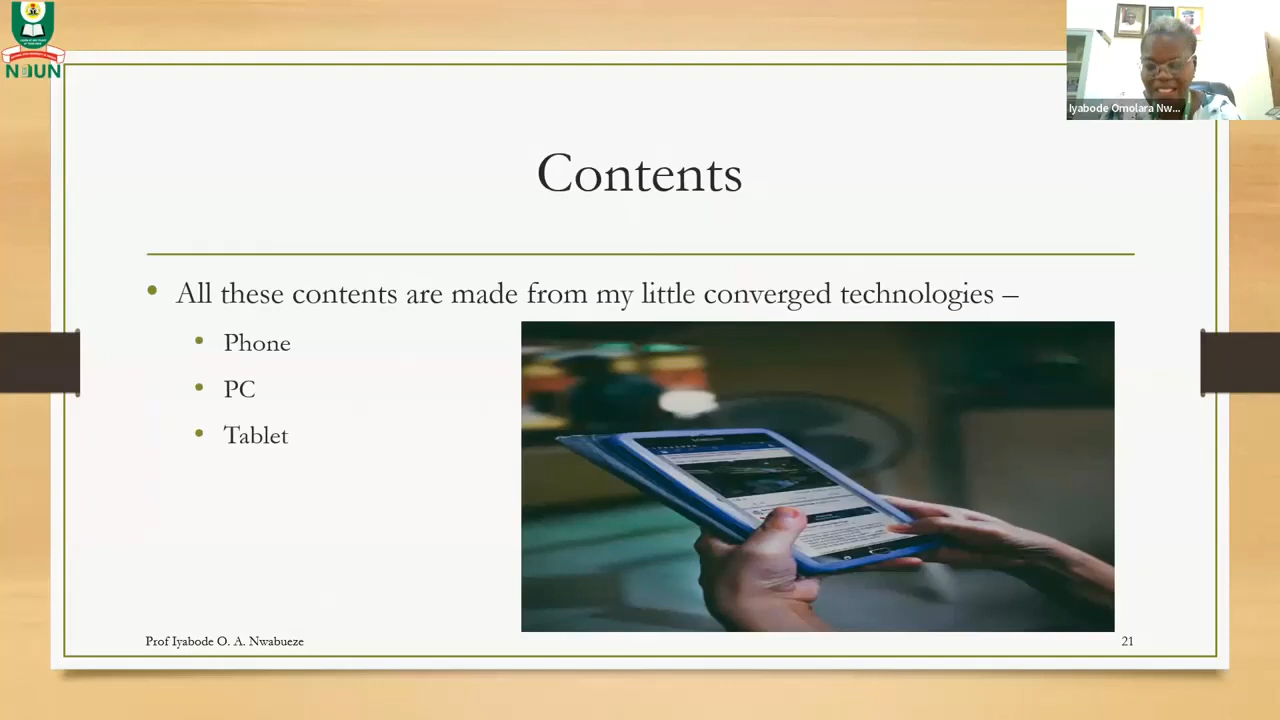 NOUN
Iyabode Omolara Nw...
Contents
• All these contents are made from my little converged technologies –
• Phone
• PC
• Tablet
Prof Iyabode O. A. Nwabueze
21